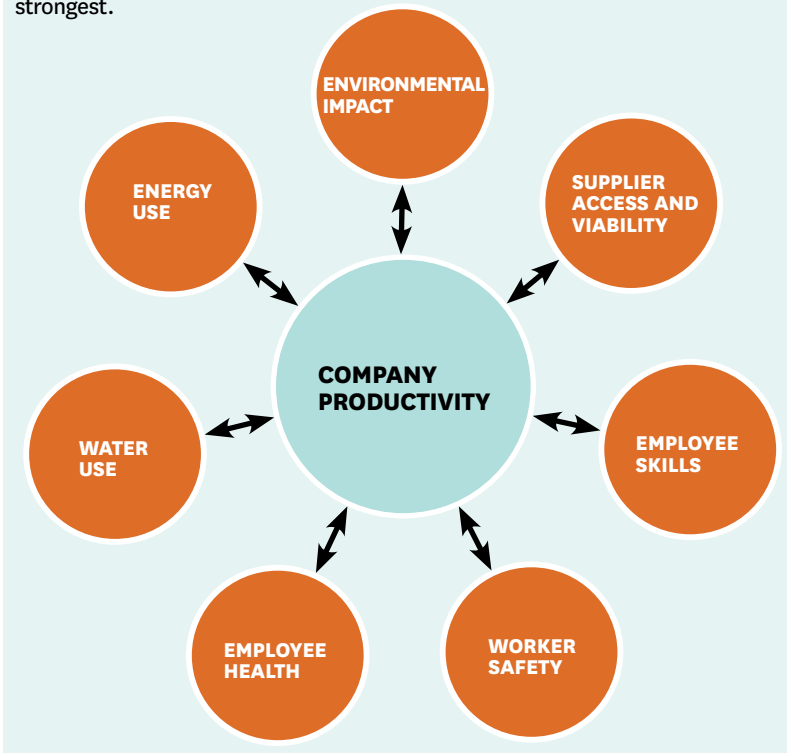 strongest.
ENVIRONMENTAL
IMPACT
SUPPLIER
ACCESS AND
VIABILITY
EMPLOYEE
SKILLS
WORKER
SAFETY
EMPLOYEE
HEALTH
WATER
USE
ENERGY
USE
COMPANY
PRODUCTIVITY